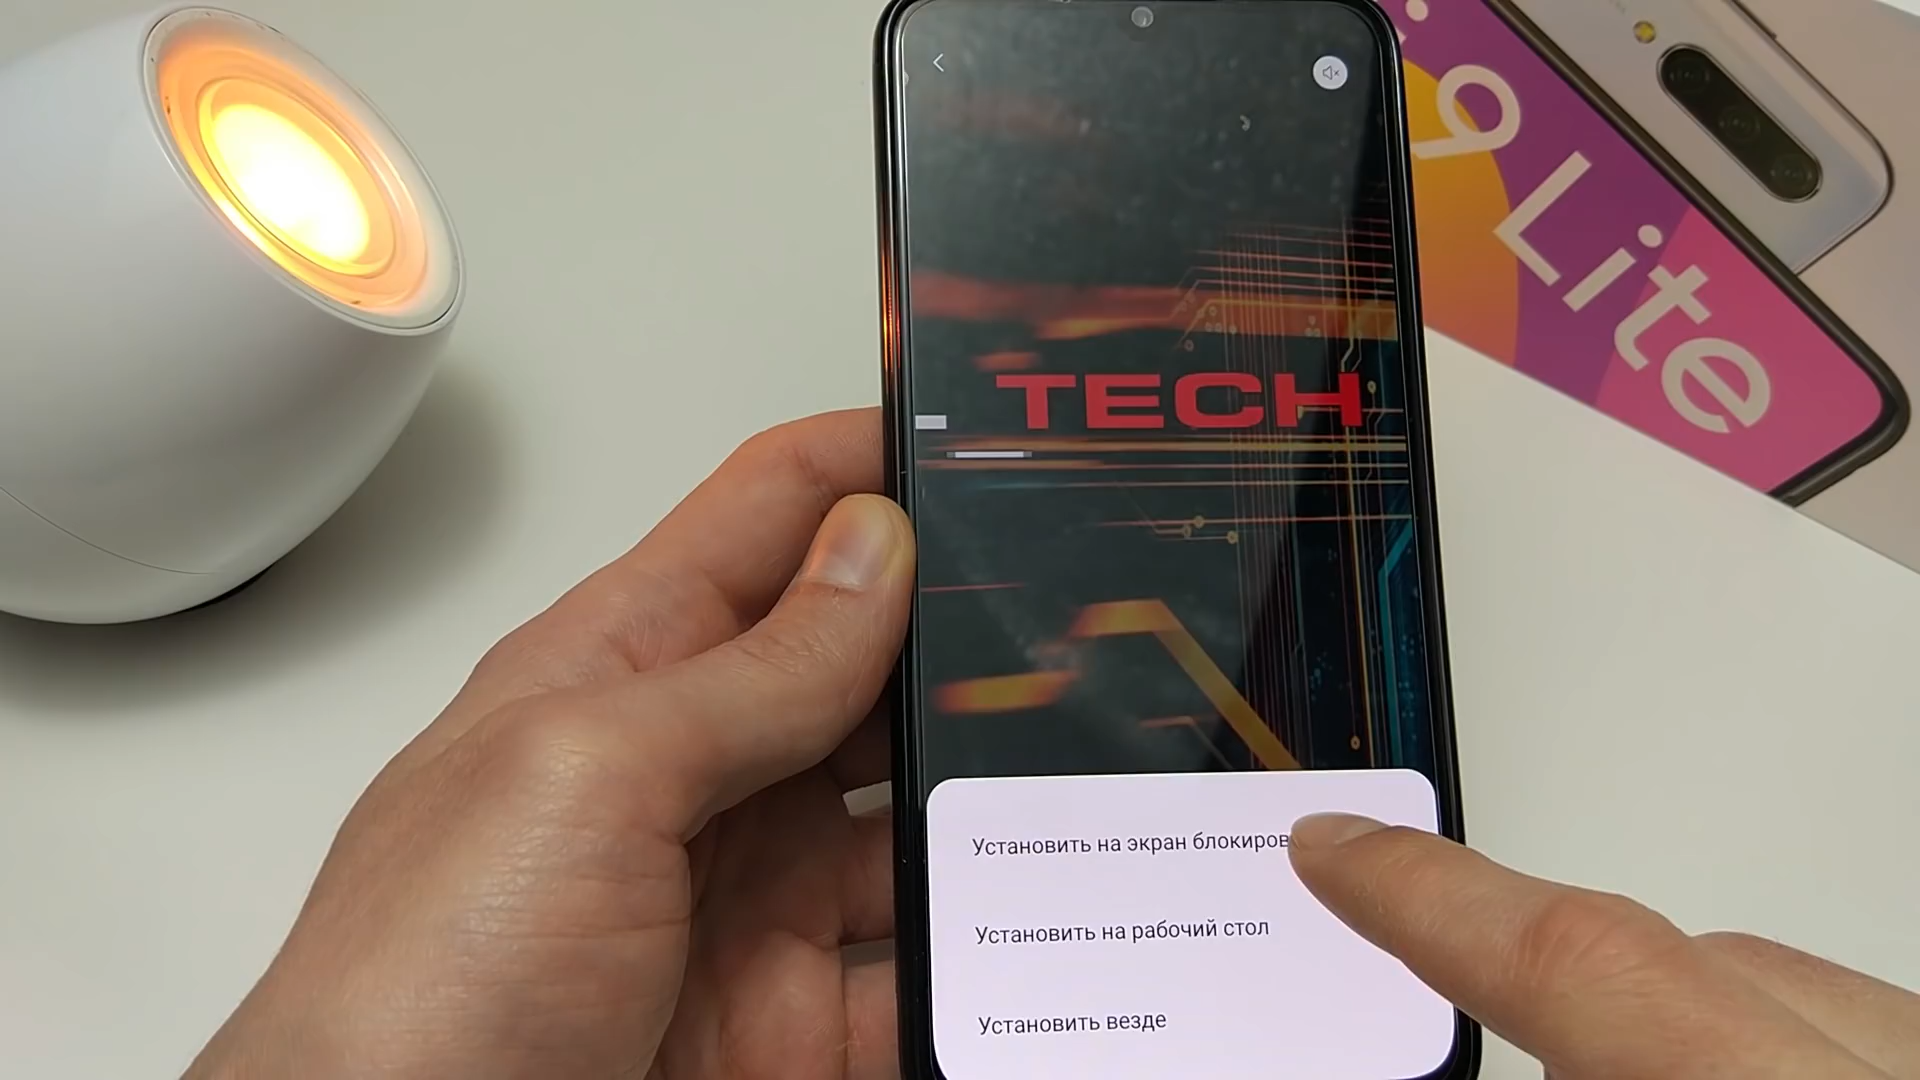 TECH
9 Lite
Установить на экран блокиров
Установить на рабочий стол
Установить везде